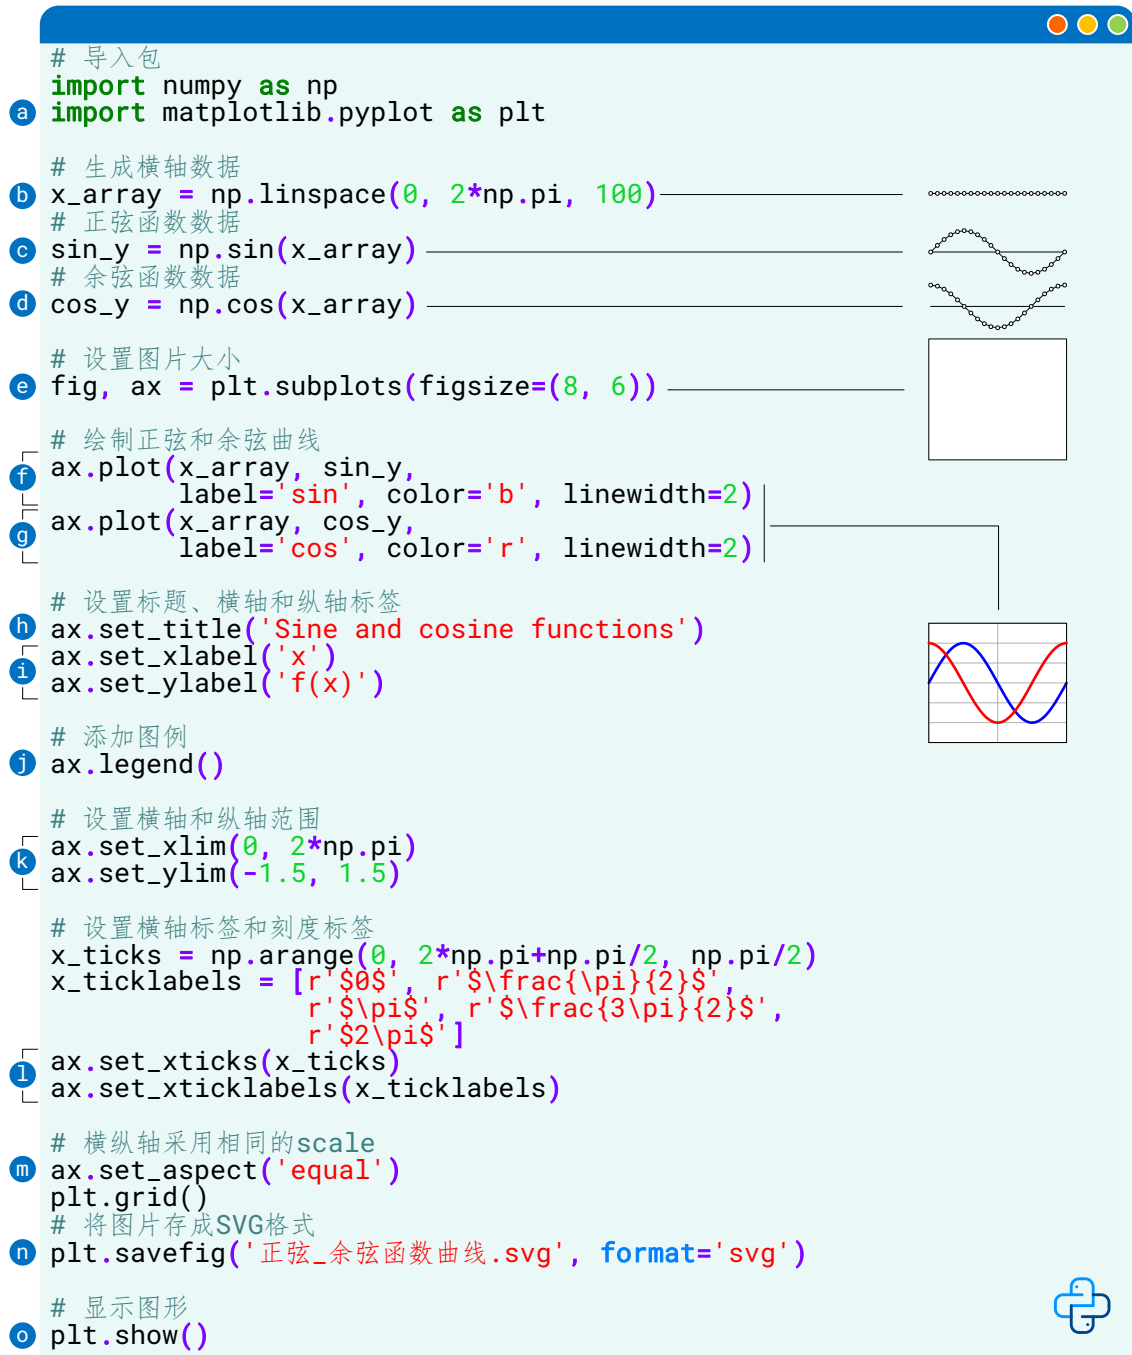 # 导入包
import numpy as np
a import matplotlib.pyplot as plt
# 生成横轴数据
b x_array = np.linspace(0, 2*np.pi, 100)
# 正弦函数数据
c sin_y = np.sin(x_array)
# 余弦函数数据
d cos_y = np.cos(x_array)
# 设置图片大小
e fig, ax = plt.subplots(figsize=(8, 6))
# 绘制正弦和余弦曲线
f ax.plot(x_array, sin_y,
label='sin', color='b', linewidth=2)
g ax.plot(x_array, cos_y,
label='cos', color='r', linewidth=2)
# 设置标题、横轴和纵轴标签
h ax.set_title('Sine and cosine functions')
i ax.set_xlabel('x')
ax.set_ylabel('f(x)')
# 添加图例
j ax.legend()
# 设置横轴和纵轴范围
k ax.set_xlim(0, 2*np.pi)
ax.set_ylim(-1.5, 1.5)
# 设置横轴标签和刻度标签
x_ticks = np.arange(0, 2*np.pi+np.pi/2, np.pi/2)
x_ticklabels = [r'$0$', r'$\frac{\pi}{2}$',
r'$\pi$', r'$\frac{3\pi}{2}$',
r'$2\pi$']
l ax.set_xticks(x_ticks)
ax.set_xticklabels(x_ticklabels)
# 横纵轴采用相同的scale
m ax.set_aspect('equal')
plt.grid()
# 将图片存成SVG格式
n plt.savefig('正弦_余弦函数曲线.svg', format='svg')
# 显示图形
o plt.show()